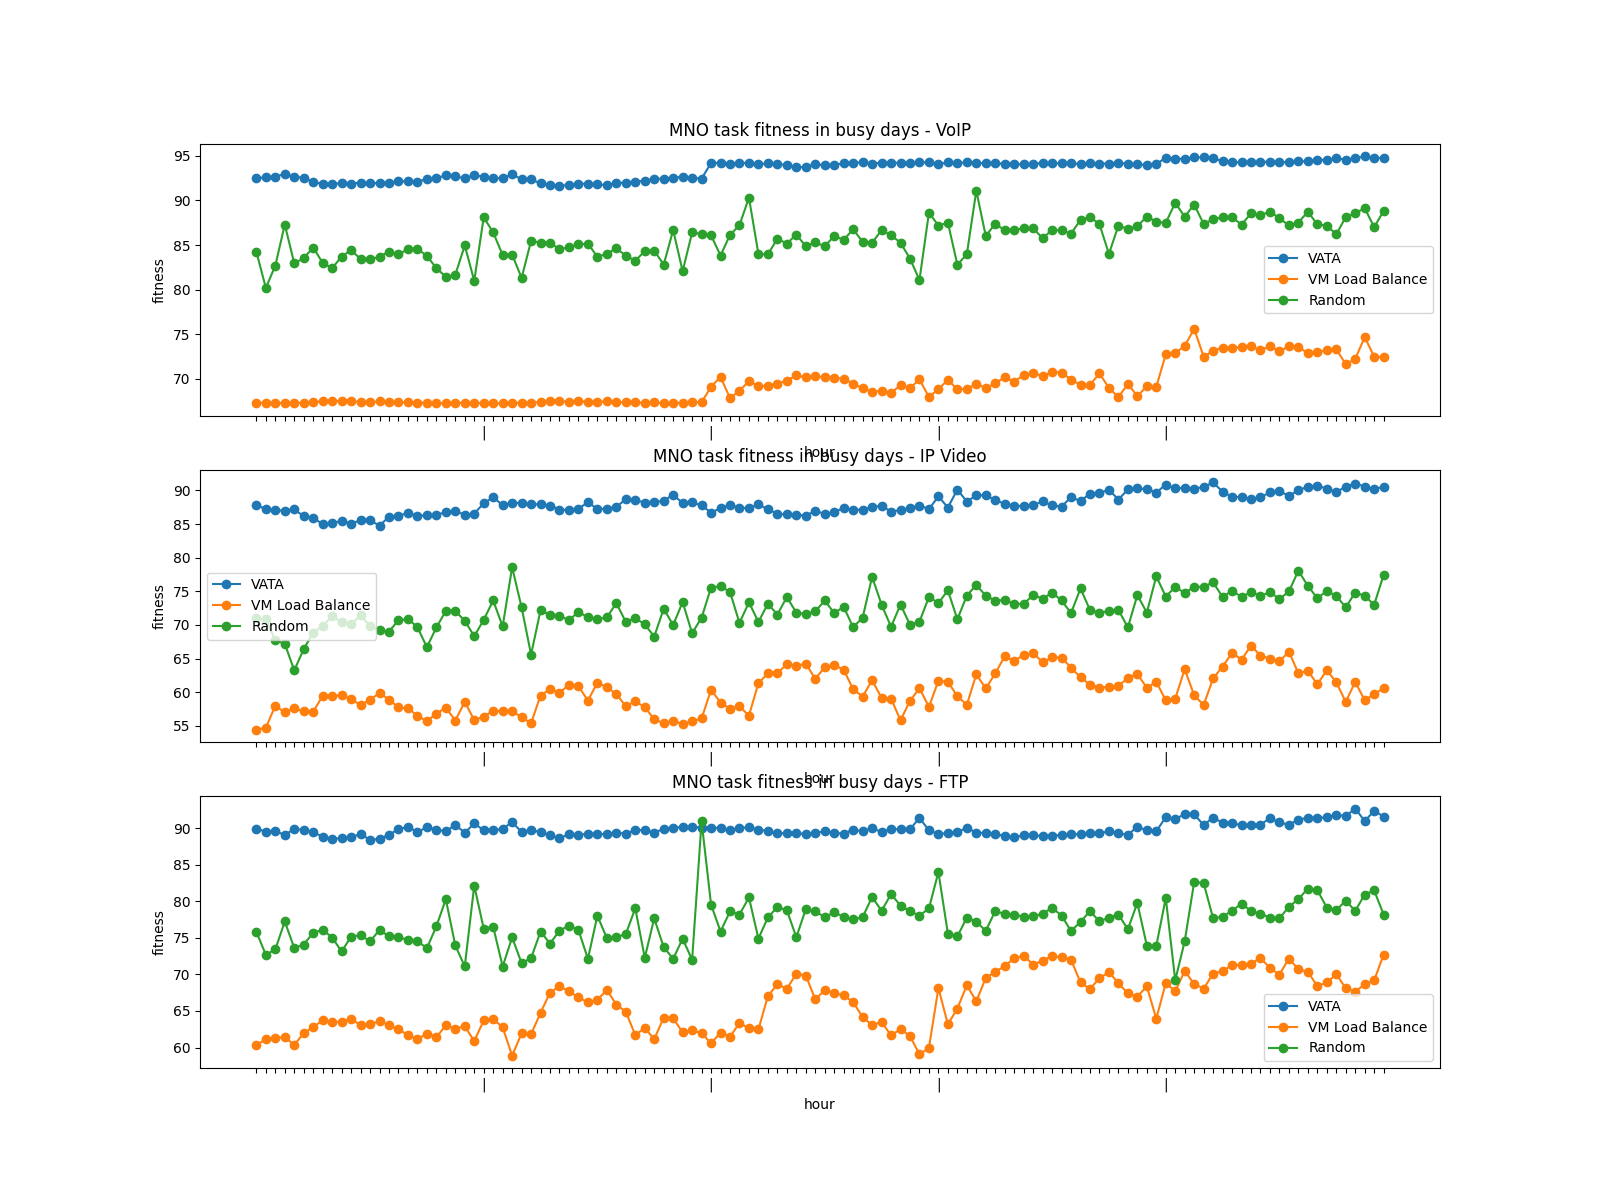 MNO task fitness in busy days - VoIP
95
90
85
80
75
70
fitness
VATA
VM Load Balance
Random
|
|
|
|
hour
MNO task fitness in busy days - IP Video
90
85
80
75
70
65
60
55
fitness
VATA
VM Load Balance
Random
|
|
|
|
hour
MNO task fitness in busy days - FTP
90
85
80
75
70
65
60
fitness
VATA
VM Load Balance
Random
|
|
|
|
hour